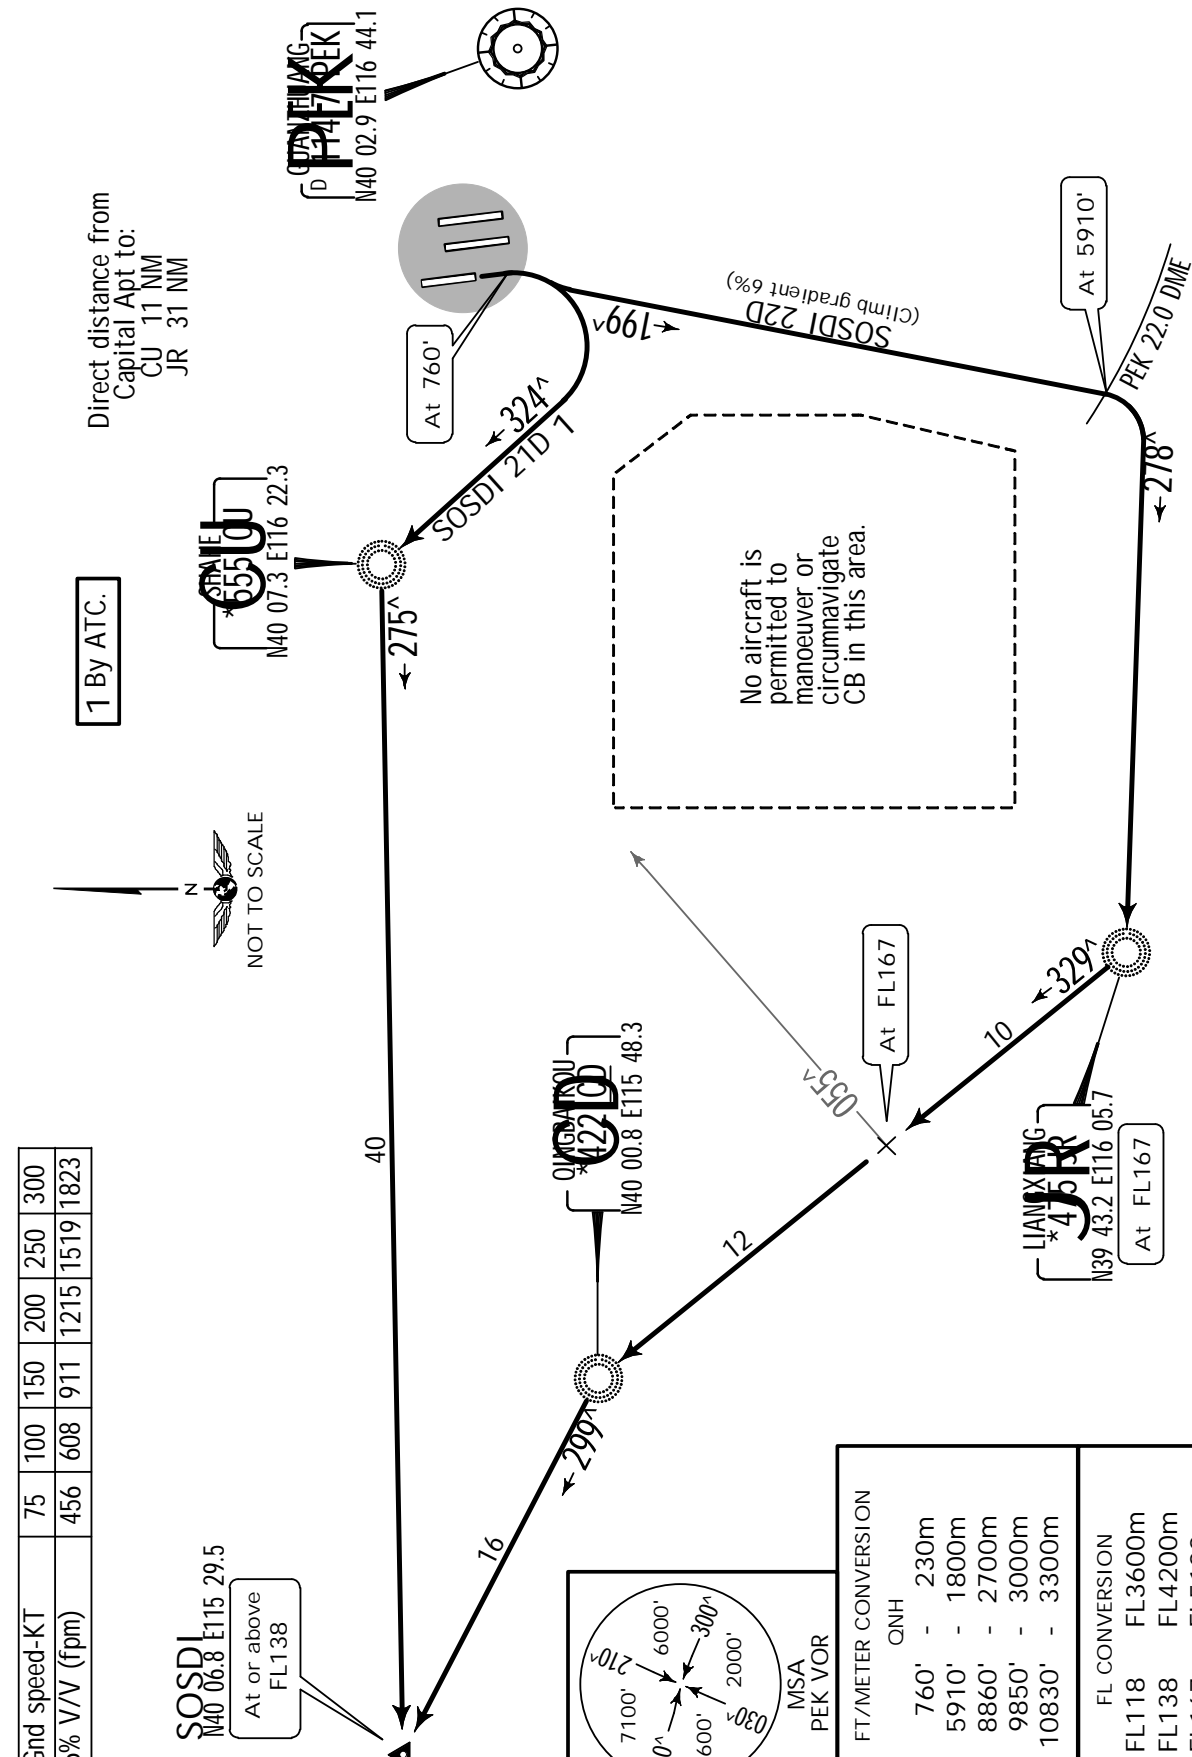 Gnd speed-KT 75 100 150 200 250 300
6% V/V (fpm) 456 608 911 1215 1519 1823
1 By ATC.
Direct distance from
Capital Apt to:
CU 11 NM
JR 31 NM
N
NOT TO SCALE
SOSDI
N40 06.8 E115 29.5
At or above
FL138
SHAHE
CU
N40 07.3 E116 22.3
D
PEK
N40 02.9 E116 44.1
At 760'
324^
SOSDI 21D
1
275^
40
199^
SOSDI 22D
(Climb gradient 6%)
At 5910'
PEK 22.0 DME
278^
No aircraft is
permitted to
manoeuver or
circumnavigate
CB in this area.
LIANGXIANG
JR
N39 43.2 E116 05.7
At FL167
329^
10
At FL167
055^
12
CD
N40 00.8 E115 48.3
299^
16
210^
6000'
300^
2000'
030^
7100'
MSA
PEK VOR
FT/METER CONVERSION
QNH
760' - 230m
5910' - 1800m
8860' - 2700m
9850' - 3000m
10830' - 3300m
FL CONVERSION
FL118 FL3600m
FL138 FL4200m